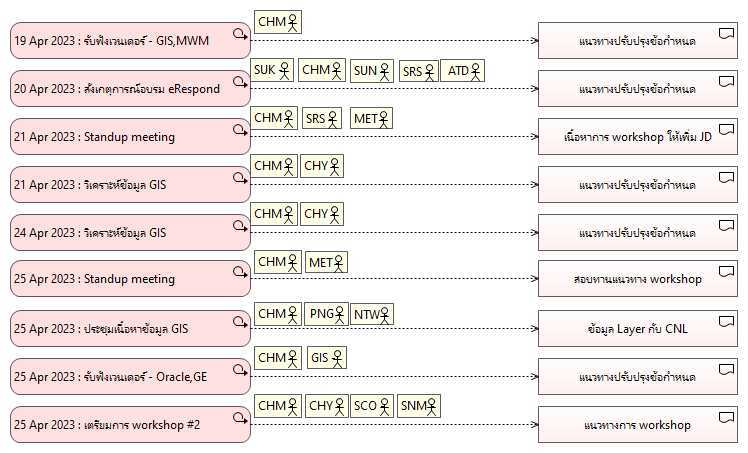 CHM
19 Apr 2023 : รับฟังเวนเดอร์ - GIS,MWM
แนวทางปรับปรุงข้อกำหนด
SUK CHM SUN SRS ATD
20 Apr 2023 : สังเกตุการณ์อบรม eRespond
แนวทางปรับปรุงข้อกำหนด
CHM SRS MET
21 Apr 2023 : Standup meeting
เนื้อหาการ workshop ให้เพิ่ม JD
CHM CHY
21 Apr 2023 : วิเคราะห์ข้อมูล GIS
แนวทางปรับปรุงข้อกำหนด
CHM CHY
24 Apr 2023 : วิเคราะห์ข้อมูล GIS
แนวทางปรับปรุงข้อกำหนด
CHM MET
25 Apr 2023 : Standup meeting
สอบทานแนวทาง workshop
CHM PNG NTW
25 Apr 2023 : ประชุมเนื้อหาข้อมูล GIS
ข้อมูล Layer กับ CNL
CHM GIS
25 Apr 2023 : รับฟังเวนเดอร์ - Oracle,GE
แนวทางปรับปรุงข้อกำหนด
CHM CHY SCO SNM
25 Apr 2023 : เตรียมการ workshop #2
แนวทางการ workshop